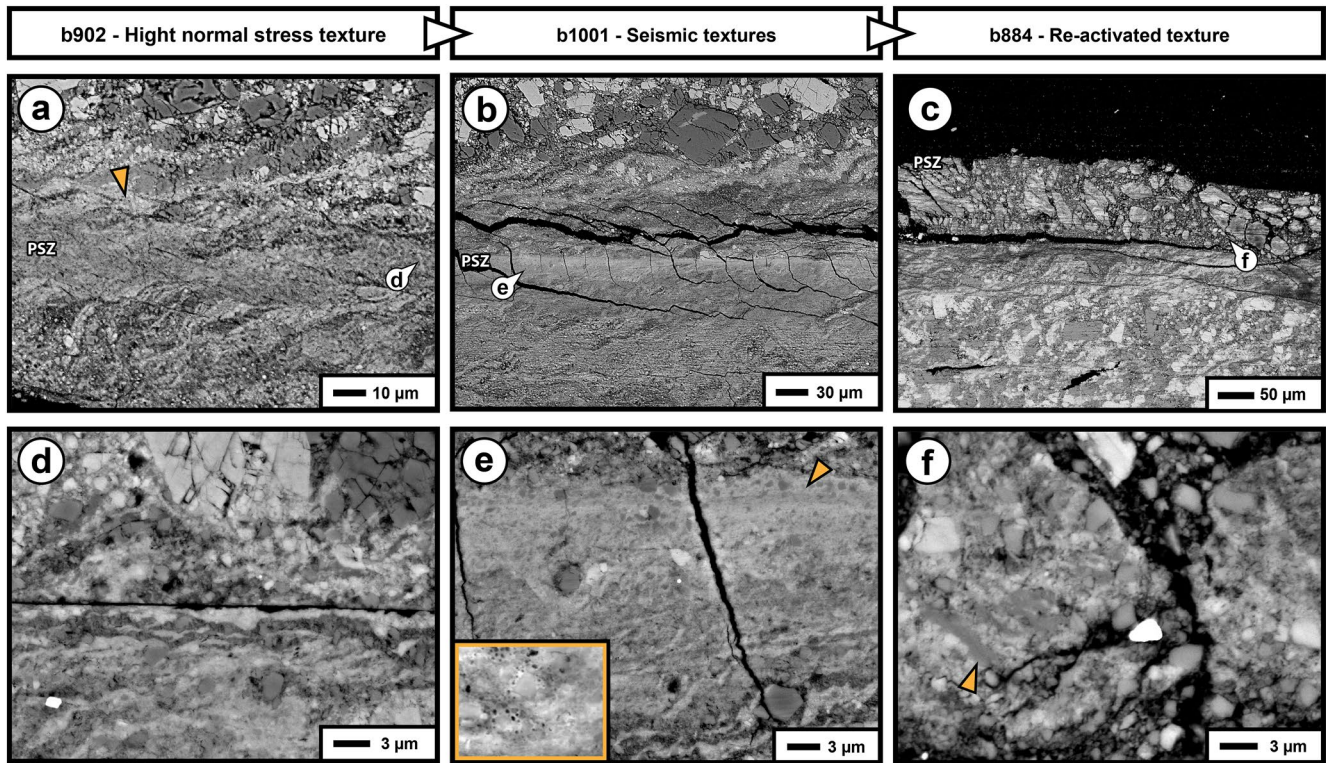 b902 - Hight normal stress texture
b1001 - Seismic textures
b884 - Re-activated texture
a
PSZ
d
10 µm
b
PSZ
e
30 µm
c
PSZ
f
50 µm
d
3 µm
e
3 µm
f
3 µm